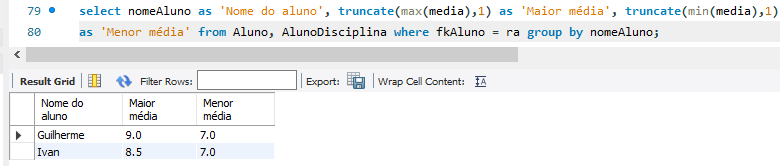 79 select nomeAluno as 'Nome do aluno', truncate(max(media),1) as 'Maior média', truncate(min(media),1)
80 as 'Menor média' from Aluno, AlunoDisciplina where fkAluno = ra group by nomeAluno;
Result Grid Filter Rows: Export: Wrap Cell Content: IA
Nome do aluno Maior média Menor média
Guilherme 9.0 7.0
Ivan 8.5 7.0